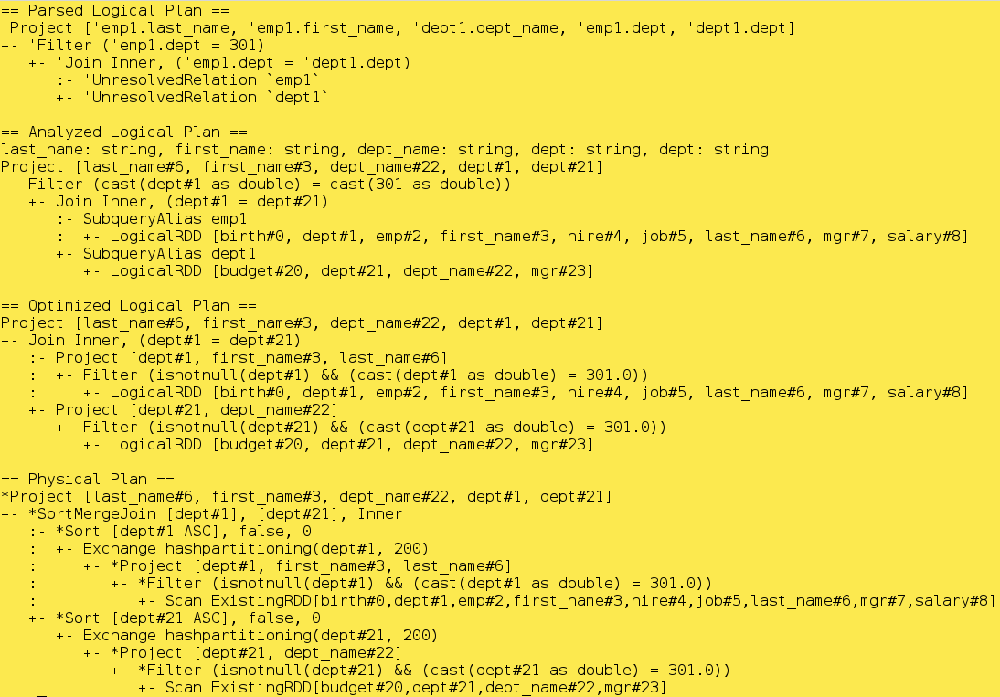 == Parsed Logical Plan ==
'Project ['emp1.last_name, 'emp1.first_name, 'dept1.dept_name, 'emp1.dept, 'dept1.dept]
+- 'Filter ('emp1.dept = 301)
   +- 'Join Inner, ('emp1.dept = 'dept1.dept)
      :- 'UnresolvedRelation `emp1`
      +- 'UnresolvedRelation `dept1`

== Analyzed Logical Plan ==
last_name: string, first_name: string, dept_name: string, dept: string, dept: string
Project [last_name#6, first_name#3, dept_name#22, dept#1, dept#21]
+- Filter (cast(dept#1 as double) = cast(301 as double))
   +- Join Inner, (dept#1 = dept#21)
      :- SubqueryAlias emp1
      :  +- LogicalRDD [birth#0, dept#1, emp#2, first_name#3, hire#4, job#5, last_name#6, mgr#7, salary#8]
      +- SubqueryAlias dept1
         +- LogicalRDD [budget#20, dept#21, dept_name#22, mgr#23]

== Optimized Logical Plan ==
Project [last_name#6, first_name#3, dept_name#22, dept#1, dept#21]
+- Join Inner, (dept#1 = dept#21)
   :- Project [dept#1, first_name#3, last_name#6]
   :  +- Filter (isnotnull(dept#1) && (cast(dept#1 as double) = 301.0))
   :     +- LogicalRDD [birth#0, dept#1, emp#2, first_name#3, hire#4, job#5, last_name#6, mgr#7, salary#8]
   +- Project [dept#21, dept_name#22]
      +- Filter (isnotnull(dept#21) && (cast(dept#21 as double) = 301.0))
         +- LogicalRDD [budget#20, dept#21, dept_name#22, mgr#23]

== Physical Plan ==
*Project [last_name#6, first_name#3, dept_name#22, dept#1, dept#21]
+- *SortMergeJoin [dept#1], [dept#21], Inner
   :- *Sort [dept#1 ASC], false, 0
   :  +- Exchange hashpartitioning(dept#1, 200)
   :     +- *Project [dept#1, first_name#3, last_name#6]
   :        +- *Filter (isnotnull(dept#1) && (cast(dept#1 as double) = 301.0))
   :           +- Scan ExistingRDD[birth#0,dept#1,emp#2,first_name#3,hire#4,job#5,last_name#6,mgr#7,salary#8]
   +- *Sort [dept#21 ASC], false, 0
      +- Exchange hashpartitioning(dept#21, 200)
         +- *Project [dept#21, dept_name#22]
            +- *Filter (isnotnull(dept#21) && (cast(dept#21 as double) = 301.0))
               +- Scan ExistingRDD[budget#20,dept#21,dept_name#22,mgr#23]